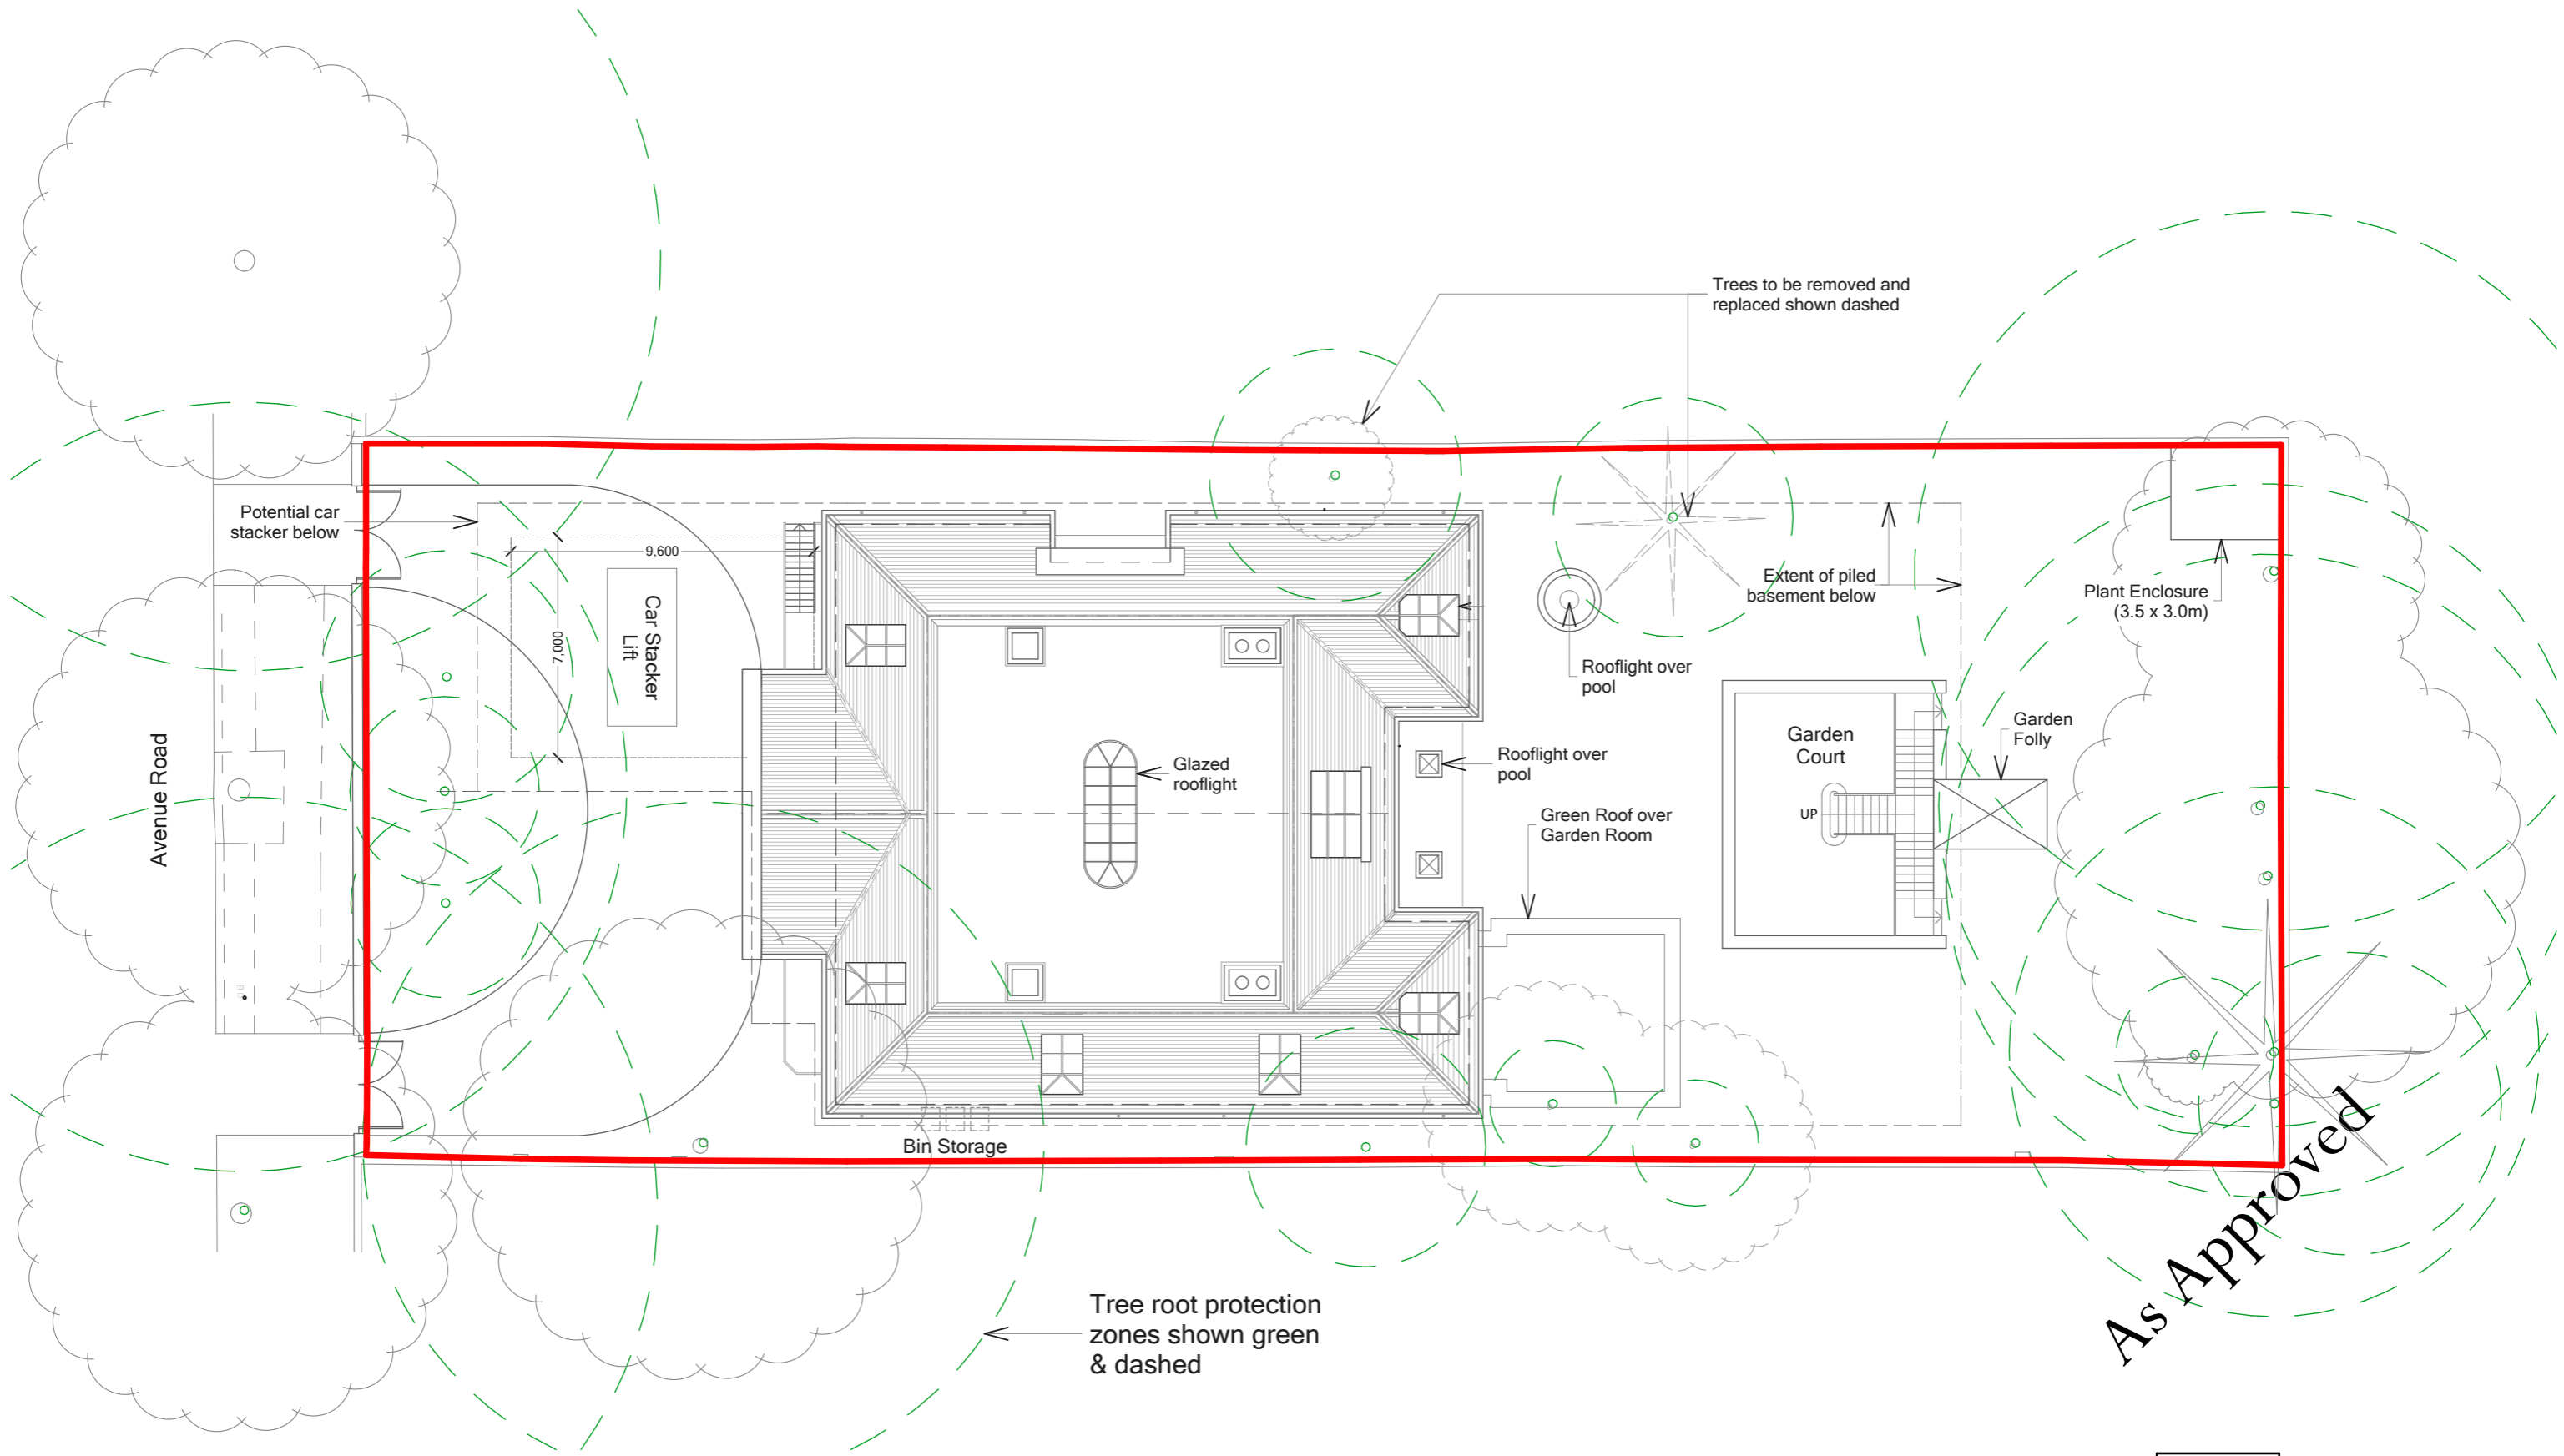 Trees to be removed and
replaced shown dashed
Potential car
stacker below
9,600
7,000
Car Stacker
Lift
Extent of piled
basement below
Plant Enclosure
(3.5 x 3.0m)
Rooflight over
pool
Garden
Court
Garden
Folly
Avenue Road
Glazed
rooflight
Rooflight over
pool
UP
Green Roof over
Garden Room
Bin Storage
Tree root protection
zones shown green
& dashed
As Approved